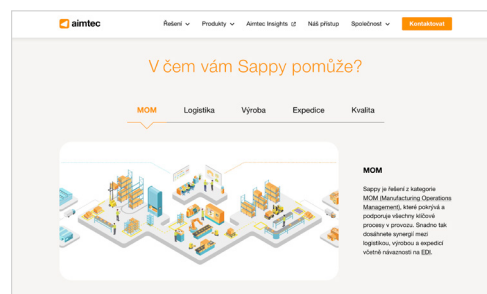 aimtec
Řešení
Produkty
Aimtec Insights
Náš přístup
Společnost
Kontaktovat
V čem vám Sappy pomůže?
MOM
Logistika
Výroba
Expedice
Kvalita
MOM
Sappy je řešení z kategorie
MOM (Manufacturing Operations
Management), které pokrývá a
podporuje všechny klíčové
procesy v provozu. Snadno tak
dosáhnete synergií mezi
logistikou, výrobou a expedicí
včetně návaznosti na EDI.